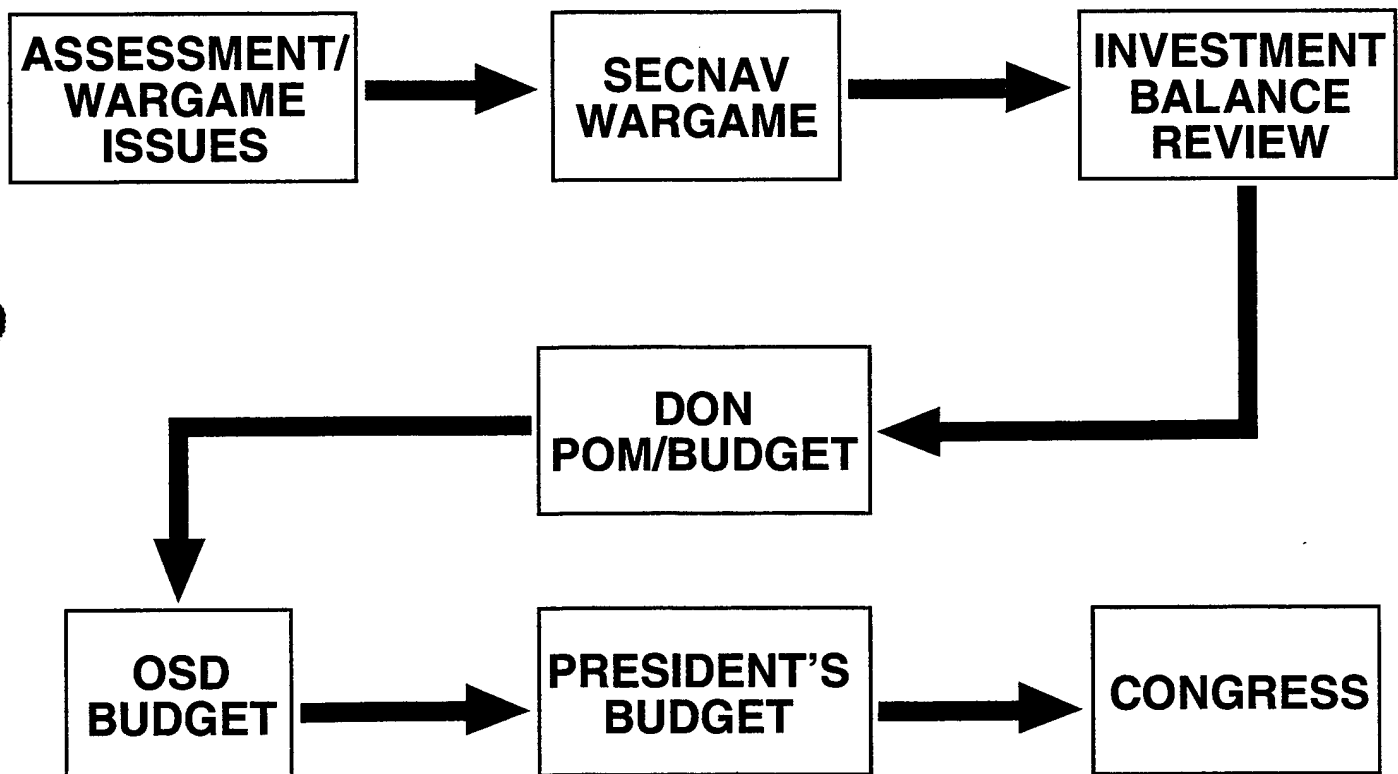 ASSESSMENT/
WARGAME
ISSUES
SECNAV
WARGAME
INVESTMENT
BALANCE
REVIEW
DON
POM/BUDGET
OSD
BUDGET
PRESIDENT'S
BUDGET
CONGRESS